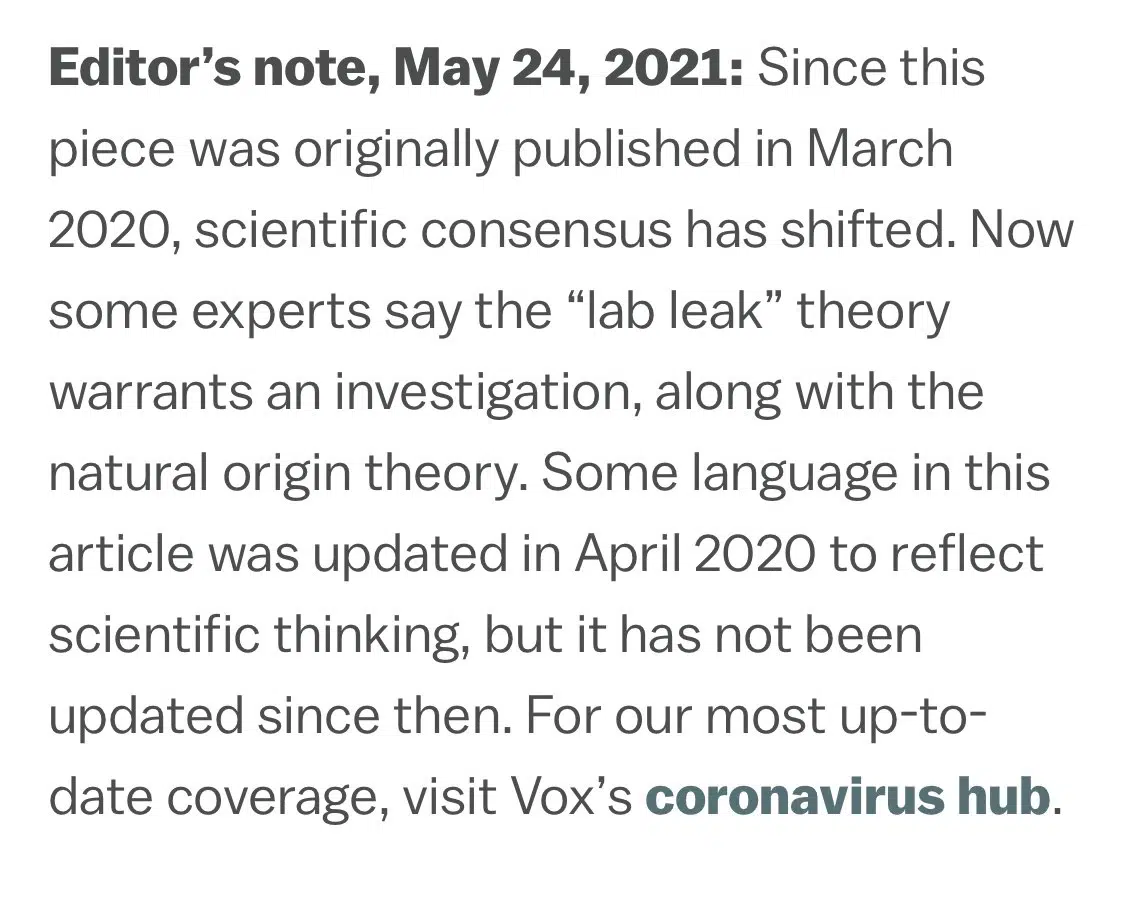 Editor’s note, May 24, 2021: Since this
piece was originally published in March
2020, scientific consensus has shifted. Now
some experts say the “lab leak” theory
warrants an investigation, along with the
natural origin theory. Some language in this
article was updated in April 2020 to reflect
scientific thinking, but it has not been
updated since then. For our most up-to-
date coverage, visit Vox’s coronavirus hub.